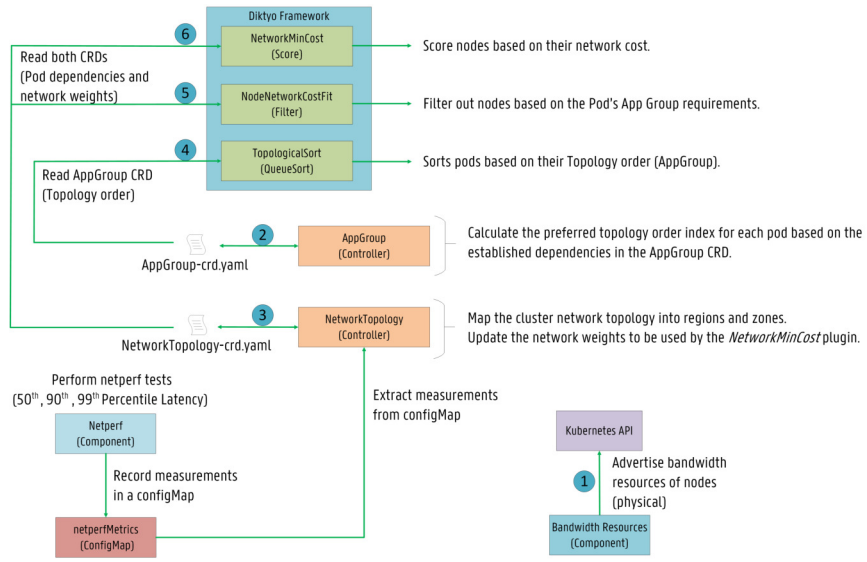 Diktyo Framework
6
NetworkMinCost
(Score)
Score nodes based on their network cost.
Read both CRDs
(Pod dependencies and
network weights)
5
NodeNetworkCostFit
(Filter)
Filter out nodes based on the Pod's App Group requirements.
4
TopologicalSort
(QueueSort)
Sorts pods based on their Topology order (AppGroup).
Read AppGroup CRD
(Topology order)
2
AppGroup
(Controller)
Calculate the preferred topology order index for each pod based on the
established dependencies in the AppGroup CRD.
AppGroup-crd.yaml
3
NetworkTopology
(Controller)
Map the cluster network topology into regions and zones.
Update the network weights to be used by the NetworkMinCost plugin.
NetworkTopology-crd.yaml
Perform netperf tests
(50th, 90th, 99th Percentile Latency)
Extract measurements
from configMap
Netperf
(Component)
Kubernetes API
Record measurements
in a configMap
1
Advertise bandwidth
resources of nodes
(physical)
netperfMetrics
(ConfigMap)
Bandwidth Resources
(Component)